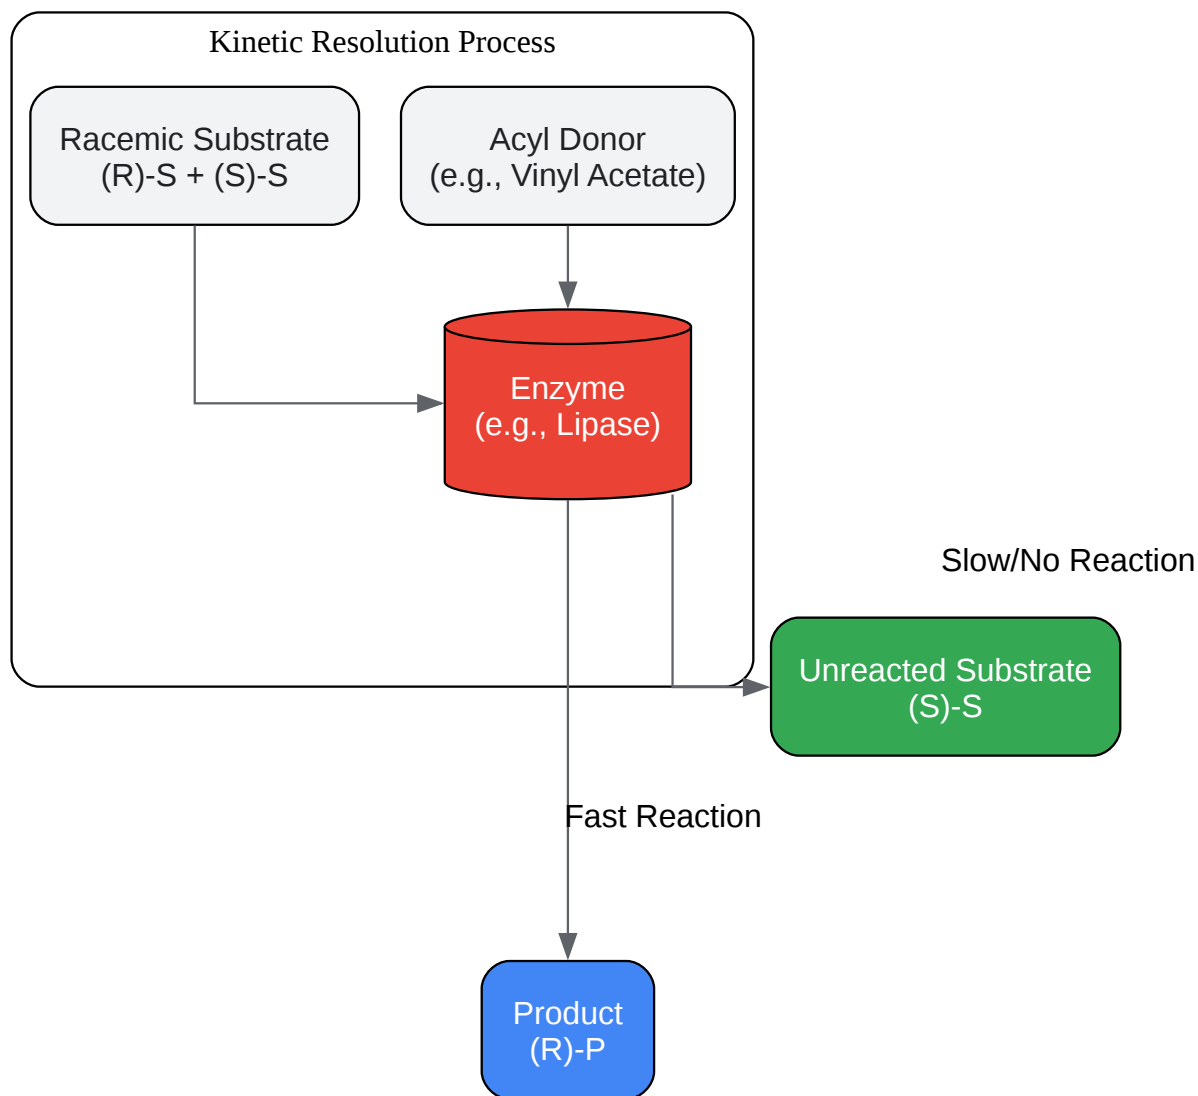 Kinetic Resolution Process
Racemic Substrate
(R)-S + (S)-S
Acyl Donor
(e.g., Vinyl Acetate)
Enzyme
(e.g., Lipase)
Slow/No Reaction
Unreacted Substrate
(S)-S
Fast Reaction
Product
(R)-P